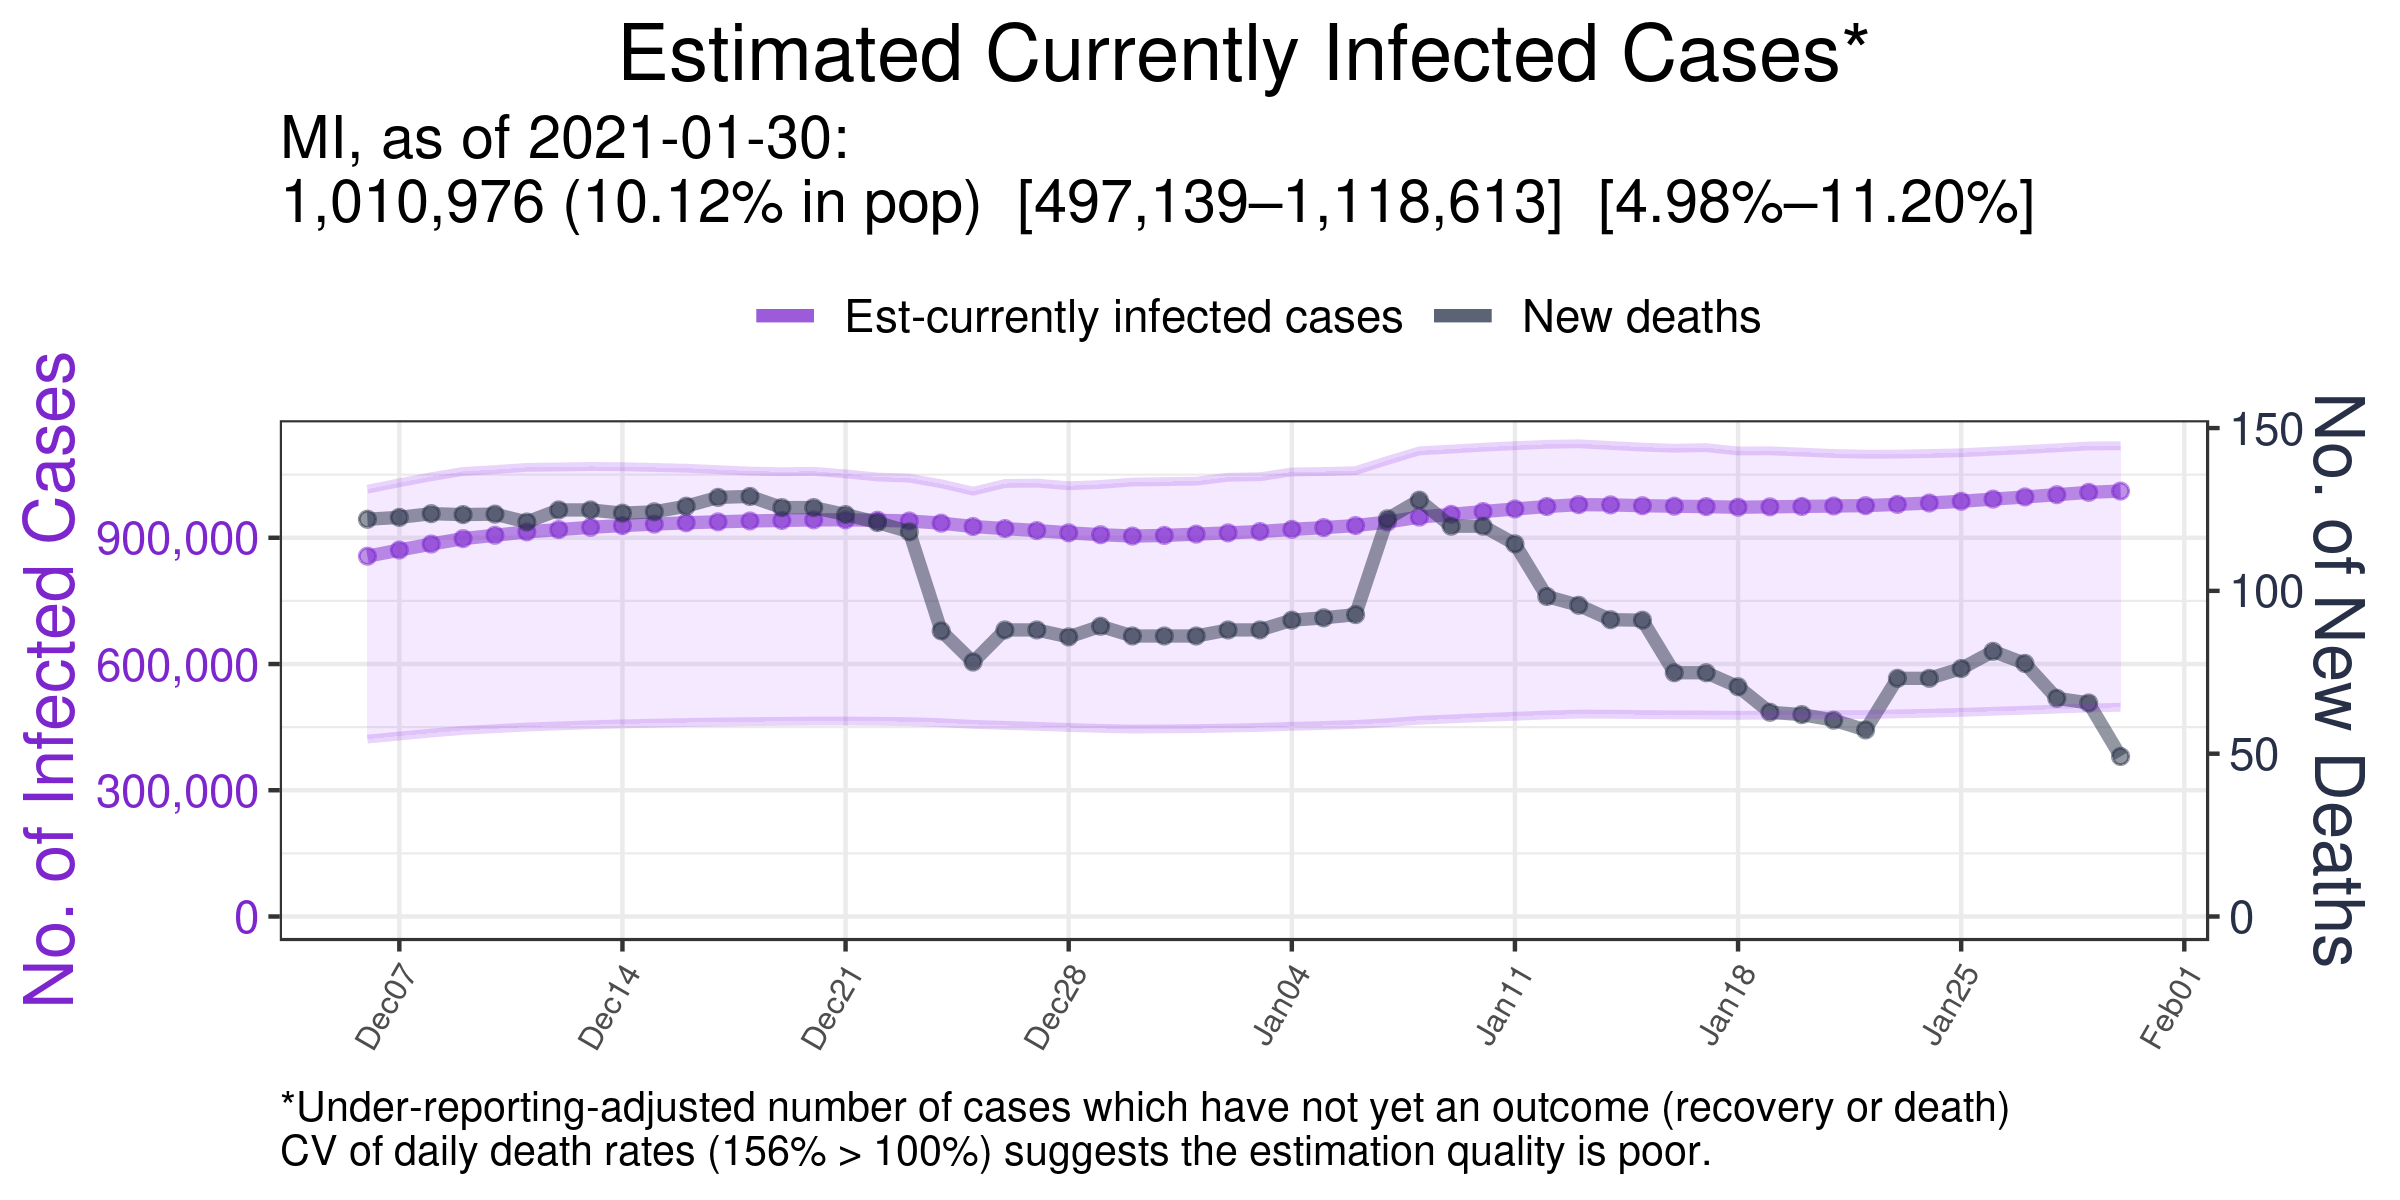 Estimated Currently Infected Cases*
MI, as of 2021-01-30:
1,010,976 (10.12% in pop)  [497,139–1,118,613]  [4.98%–11.20%]
Est-currently infected cases
New deaths
No. of Infected Cases
900,000
600,000
300,000
0
150
100
50
0
No. of New Deaths
Dec07
Dec14
Dec21
Dec28
Jan04
Jan11
Jan18
Jan25
Feb01
*Under-reporting-adjusted number of cases which have not yet an outcome (recovery or death)
CV of daily death rates (156% > 100%) suggests the estimation quality is poor.